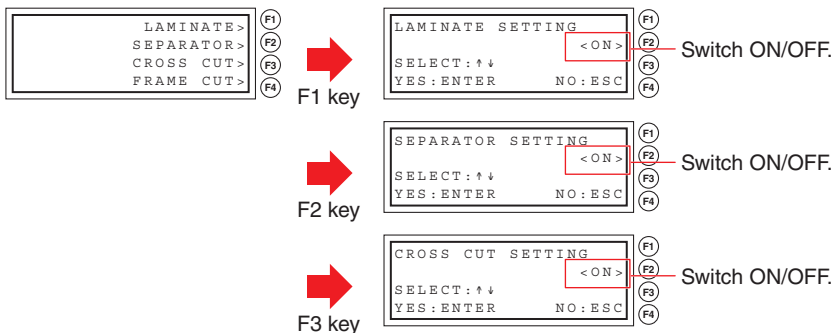 LAMINATE> F1
SEPARATOR> F2
CROSS CUT> F3
FRAME CUT> F4
F1 key
LAMINATE SETTING F1
<ON> F2
SELECT:↑↓ F3
YES:ENTER NO:ESC F4
Switch ON/OFF.
F2 key
SEPARATOR SETTING F1
<ON> F2
SELECT:↑↓ F3
YES:ENTER NO:ESC F4
Switch ON/OFF.
F3 key
CROSS CUT SETTING F1
<ON> F2
SELECT:↑↓ F3
YES:ENTER NO:ESC F4
Switch ON/OFF.